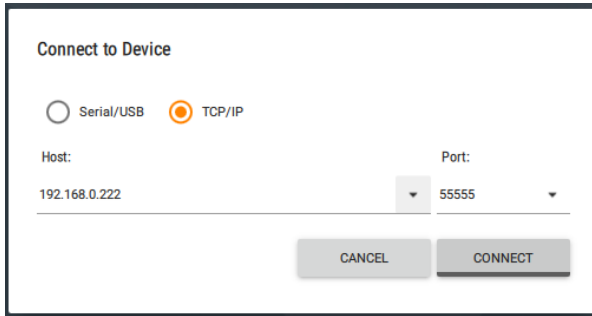 Connect to Device
Serial/USB TCP/IP
Host: Port:
192.168.0.222 55555
CANCEL CONNECT